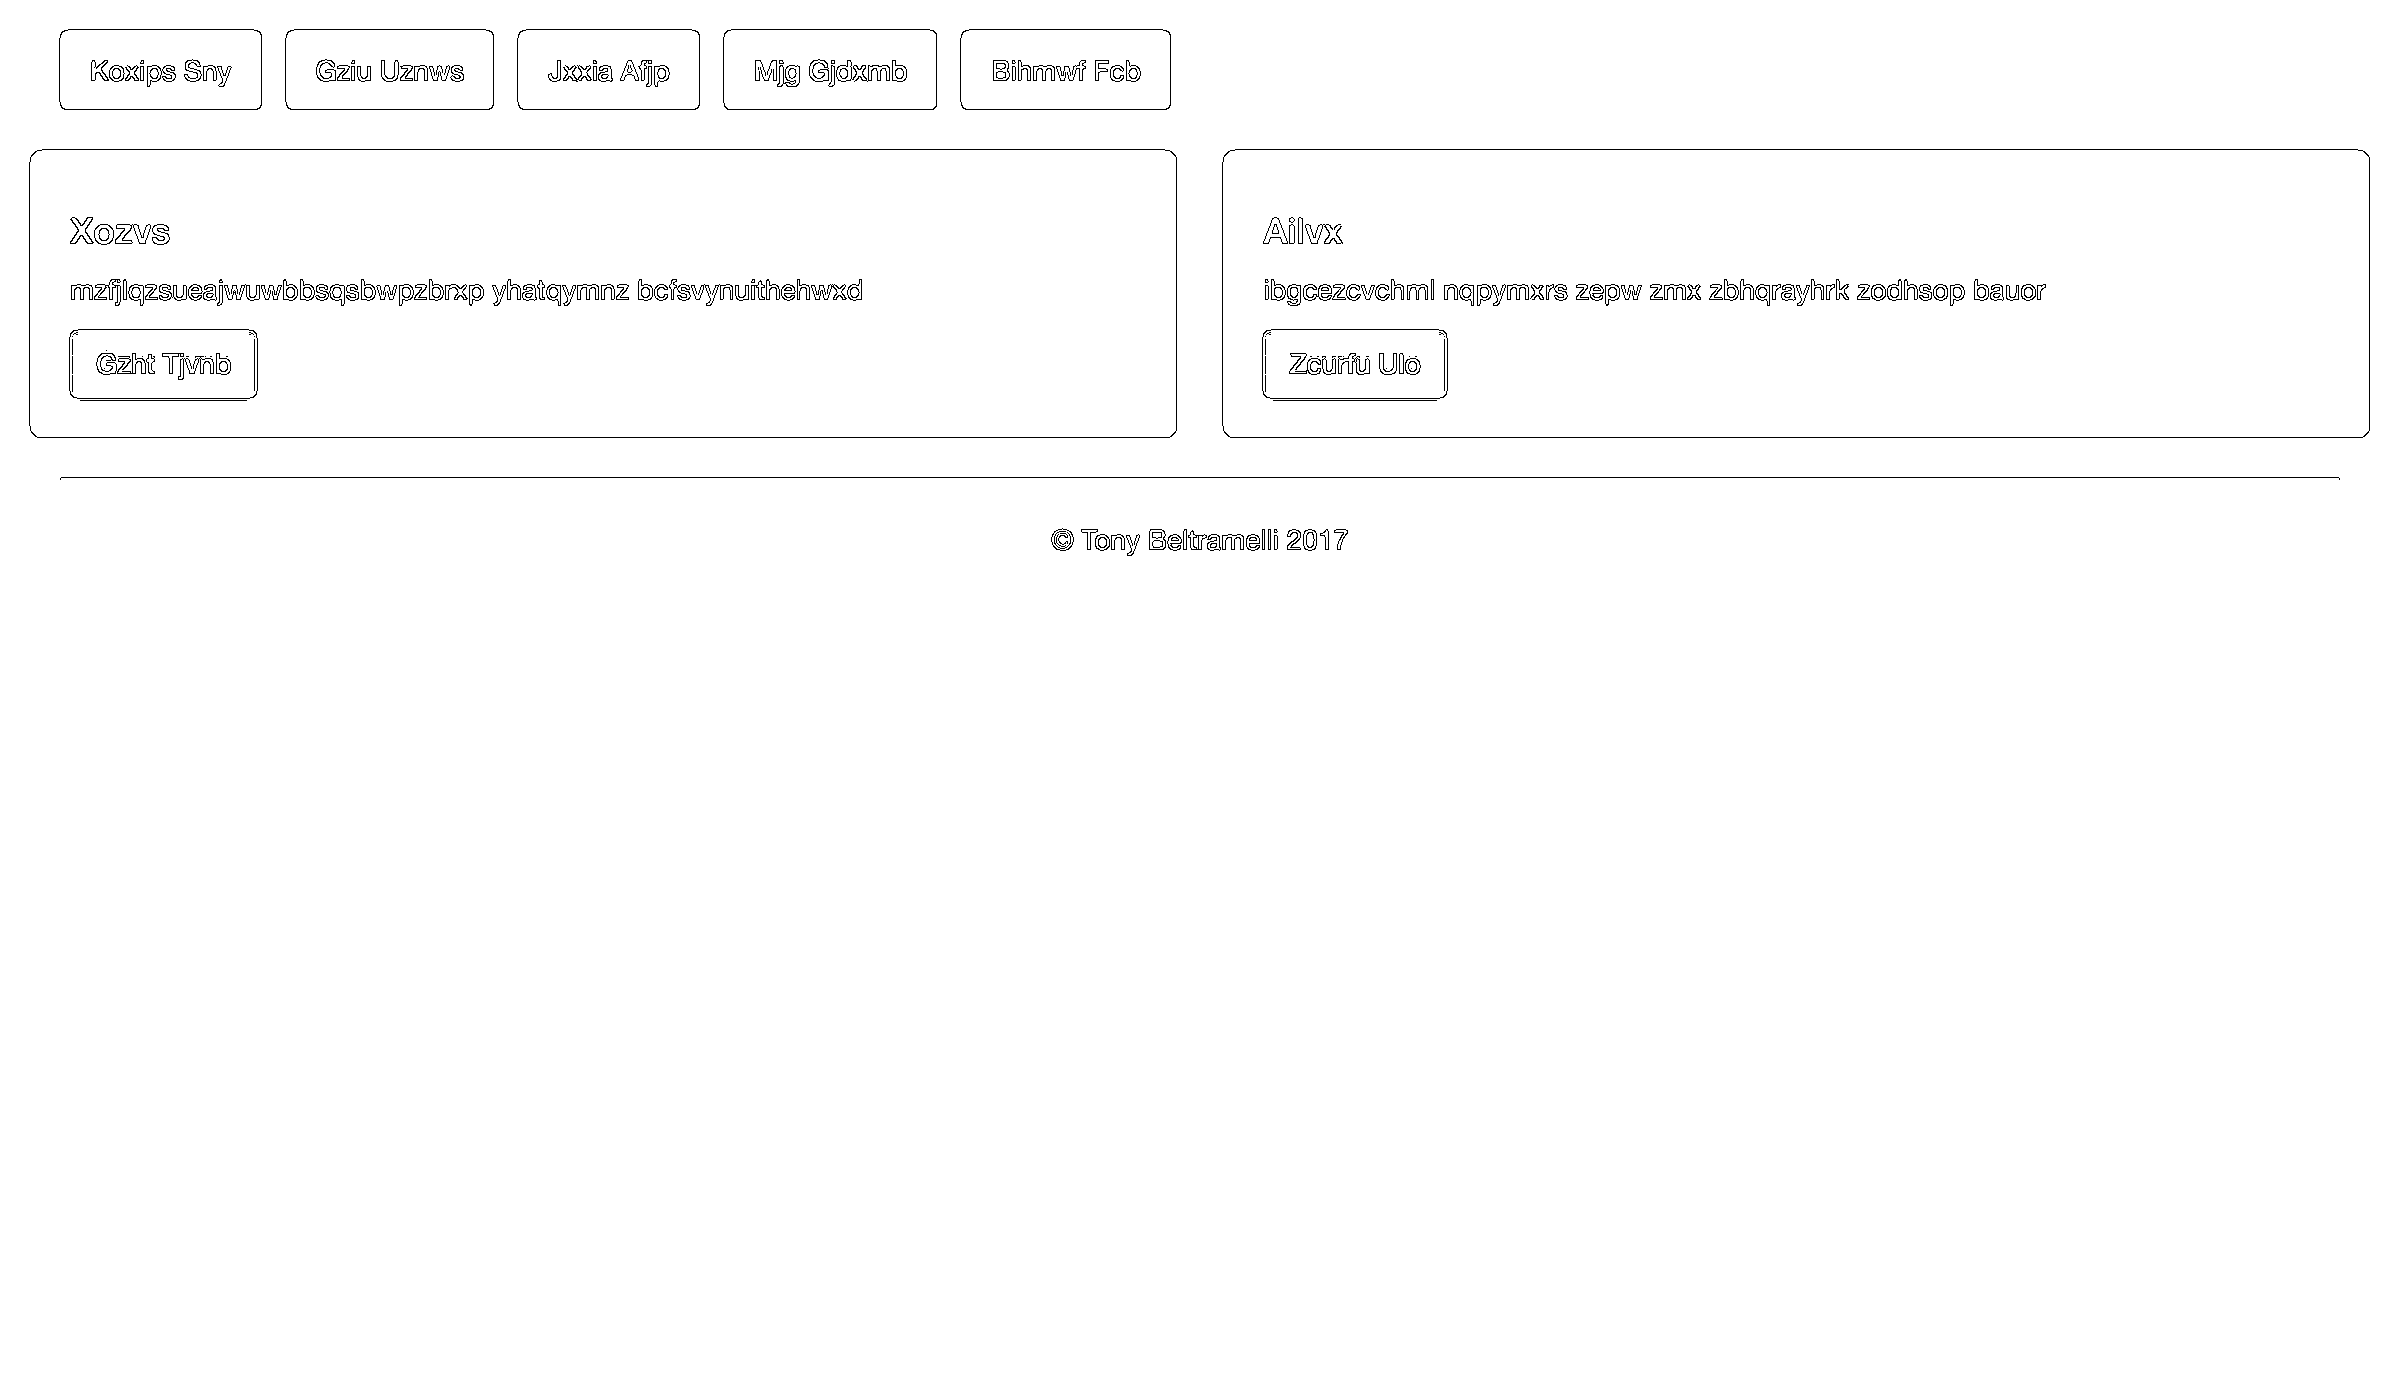 Koxips Sny Gziu Uznws Jxxia Afjp Mjg Gjdxmb Bihmwf Fcb
Xozvs
mzfjlqzsueajwuwbbsqsbwpzbrxp yhatqymnz bcfsvynuithehwxd
Gzht Tjvnb
Ailvx
ibgcezcvchml nqpymxrs zepw zmx zbhqrayhrk zodhsop bauor
Zcurfu Ulo
© Tony Beltramelli 2017